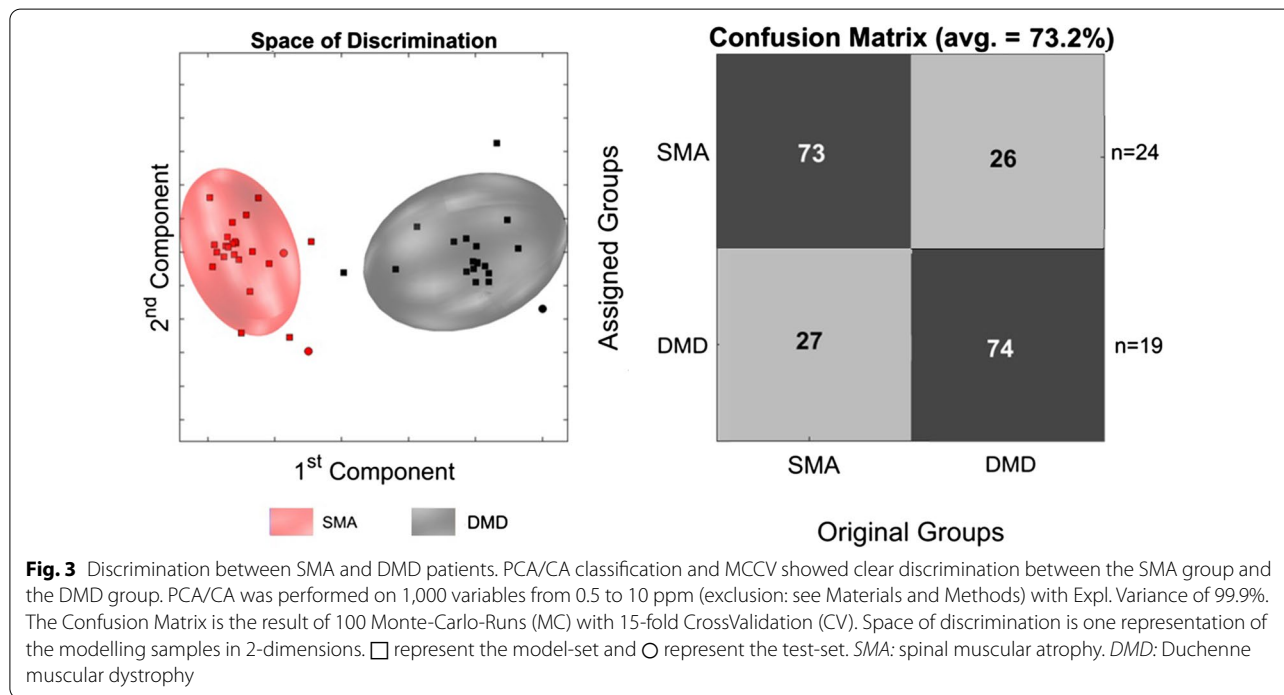 Space of Discrimination
2nd Component
1st Component
SMA
DMD
Confusion Matrix (avg. = 73.2%)
Assigned Groups
SMA
73
26
n=24
DMD
27
74
n=19
SMA
DMD
Original Groups
Fig. 3 Discrimination between SMA and DMD patients. PCA/CA classification and MCCV showed clear discrimination between the SMA group and
the DMD group. PCA/CA was performed on 1,000 variables from 0.5 to 10 ppm (exclusion: see Materials and Methods) with Expl. Variance of 99.9%.
The Confusion Matrix is the result of 100 Monte-Carlo-Runs (MC) with 15-fold CrossValidation (CV). Space of discrimination is one representation of
the modelling samples in 2-dimensions. □ represent the model-set and ○ represent the test-set. SMA: spinal muscular atrophy. DMD: Duchenne
muscular dystrophy